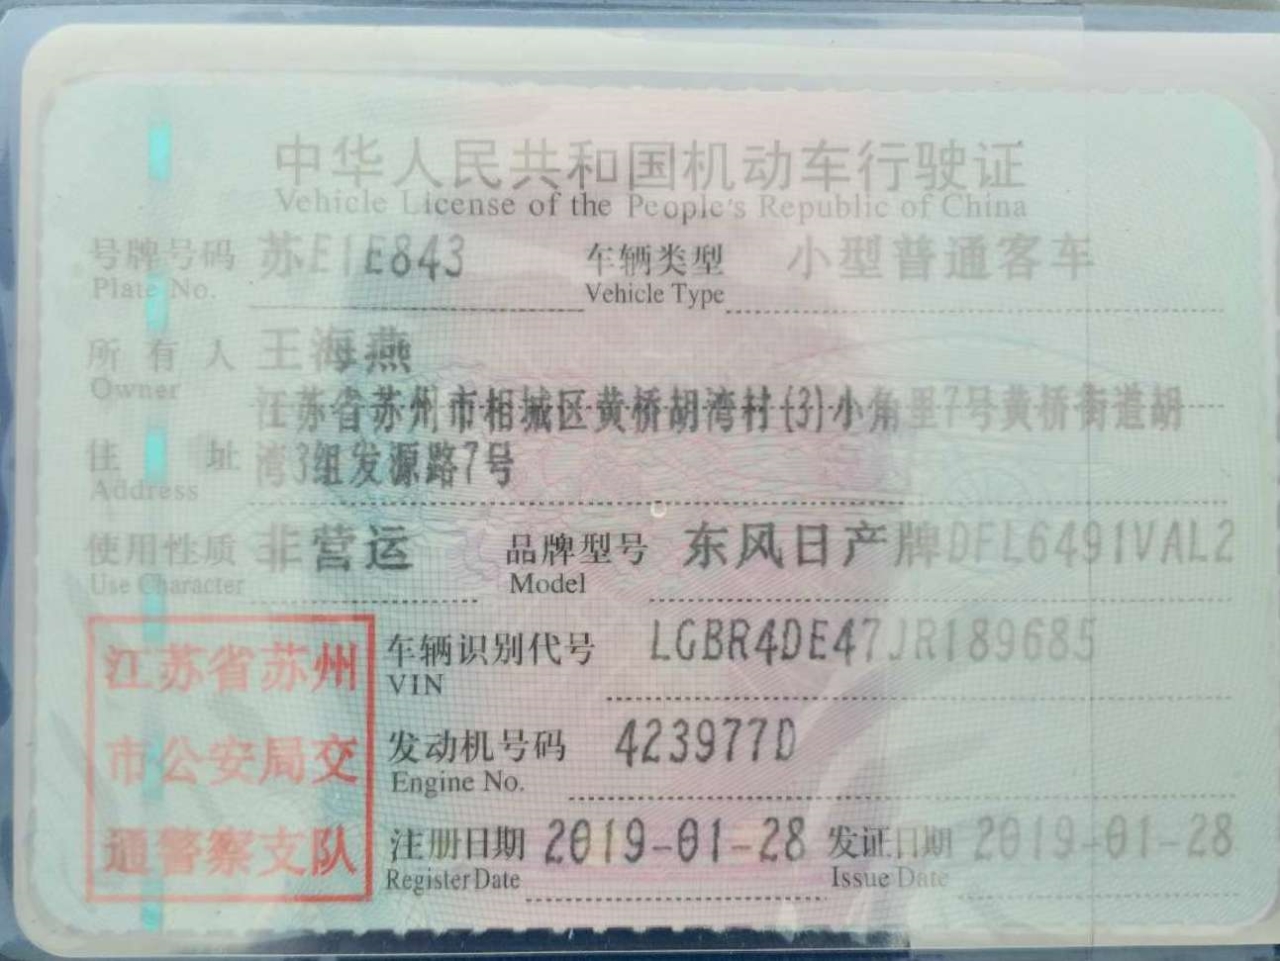 中华人民共和国机动车行驶证
Vehicle License of the People's Republic of China
号牌号码 苏E1E843 车辆类型 小型普通客车
Plate No. Vehicle Type
所有人 王海燕
Owner
江苏省苏州市相城区黄桥胡湾村(3)小角里7号黄桥街道胡
住址 湾3组发源路7号
Address
使用性质 非营运 品牌型号 东风日产牌DFL6491VAL2
Use Character Model
车辆识别代号 LGBR4DE47JR189685
VIN
发动机号码 423977D
Engine No.
注册日期 2019-01-28 发证日期 2019-01-28
Register Date Issue Date
江苏省苏州
市公安局交
通警察支队